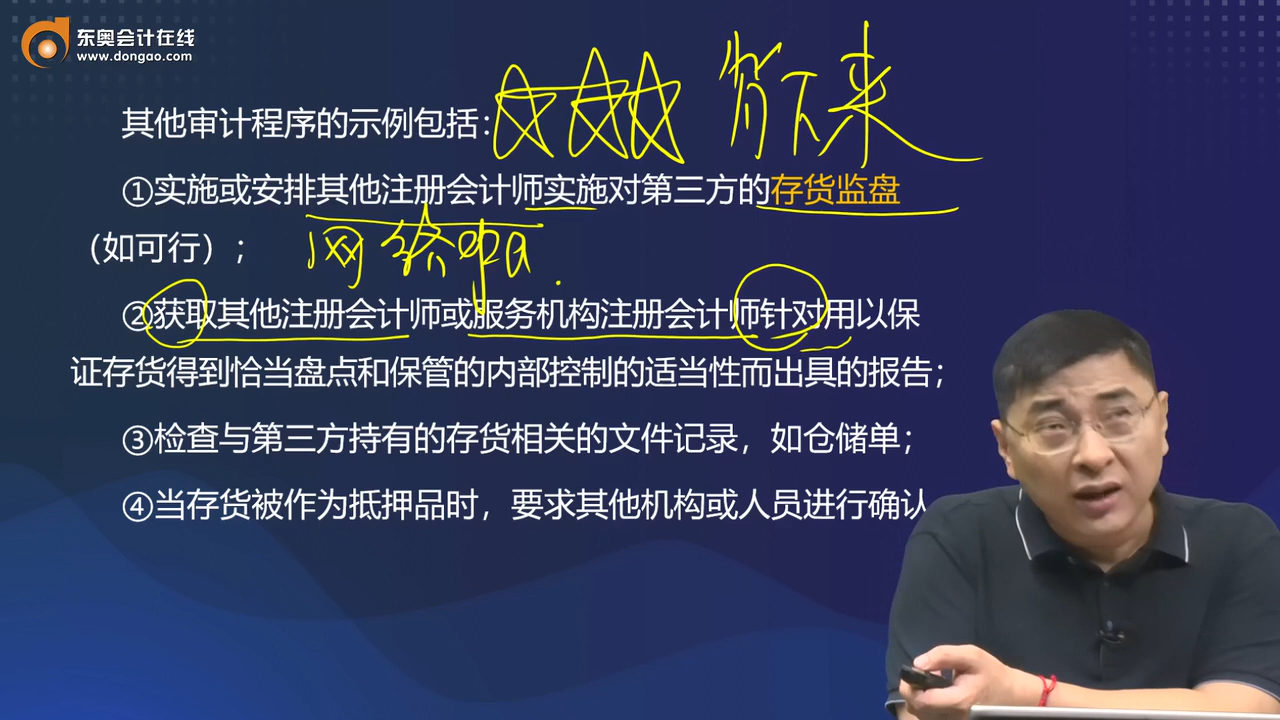 东奥会计在线
www.dongao.com
背下来
其他审计程序的示例包括：
①实施或安排其他注册会计师实施对第三方的存货监盘
（如可行）；
网络
②获取其他注册会计师或服务机构注册会计师针对用以保
证存货得到恰当盘点和保管的内部控制的适当性而出具的报告；
③检查与第三方持有的存货相关的文件记录，如仓储单；
④当存货被作为抵押品时，要求其他机构或人员进行确认